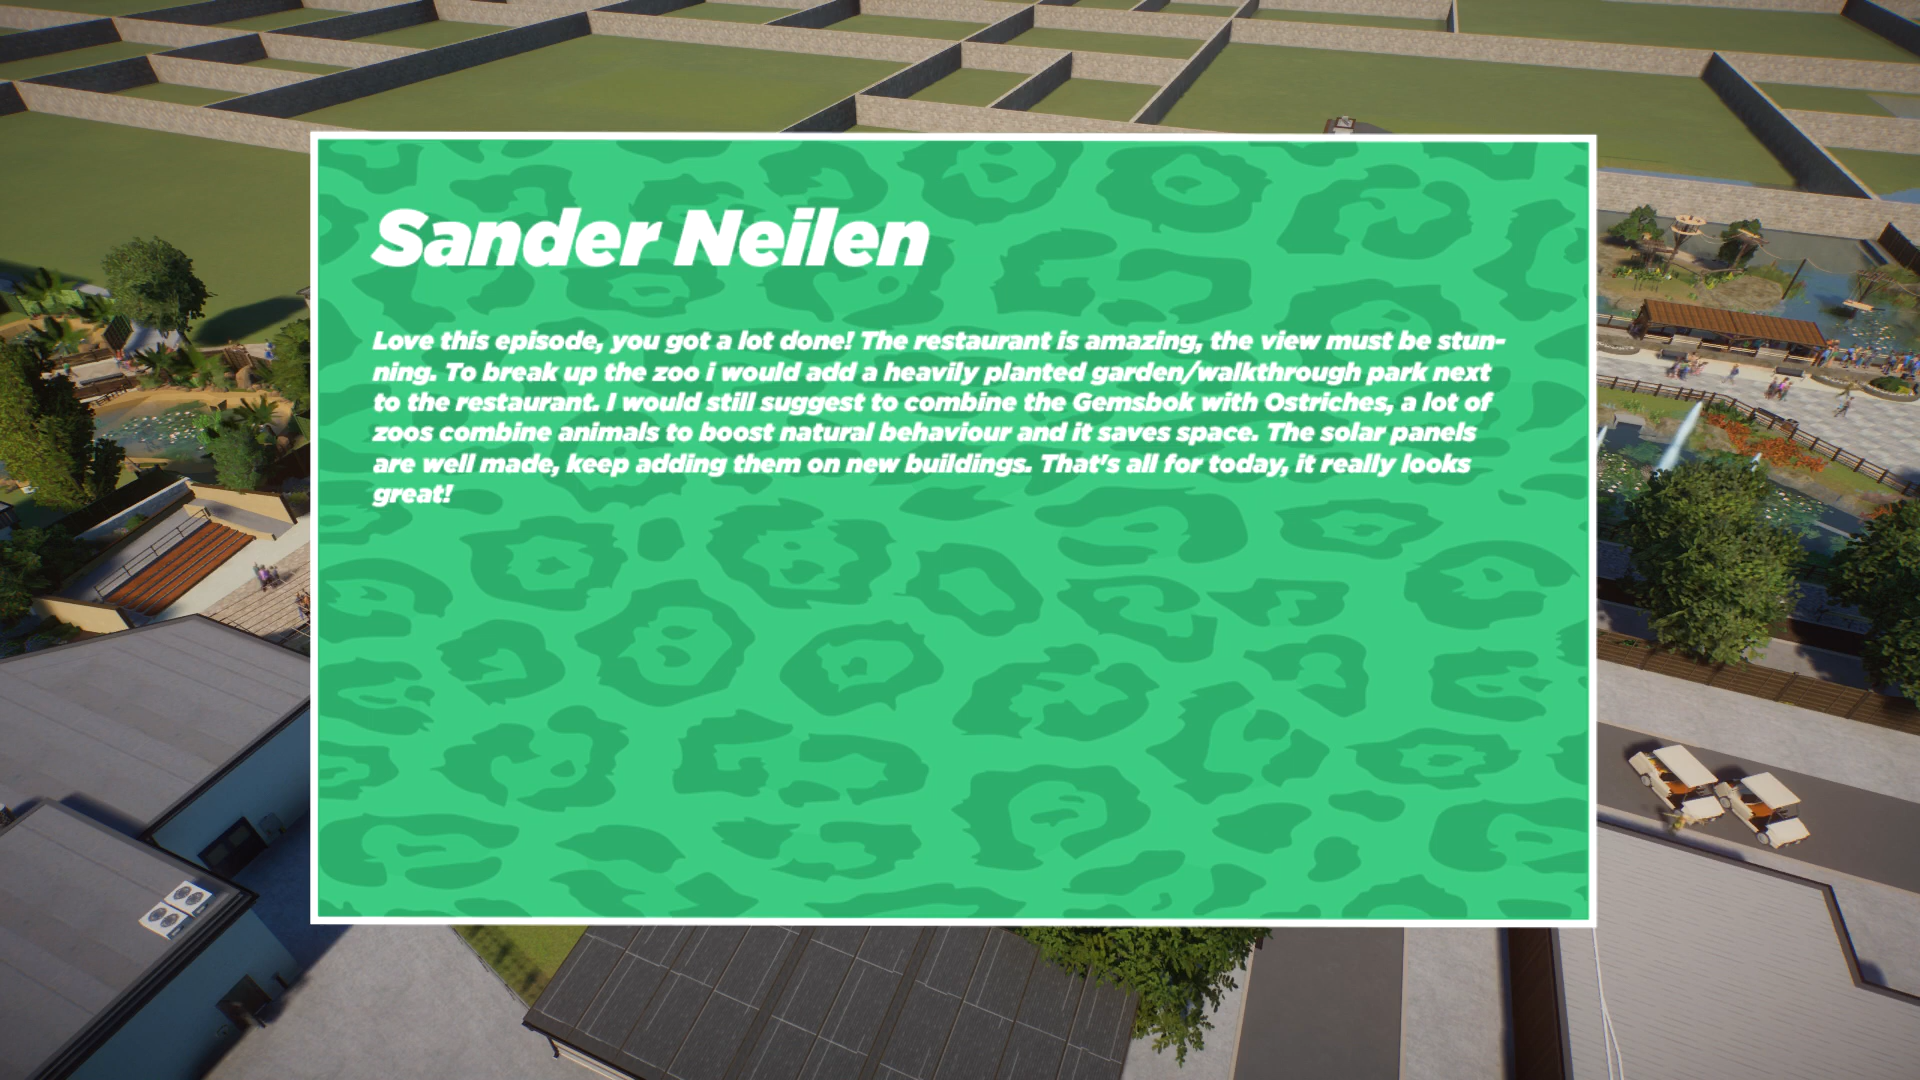 Sander Neilen
Love this episode, you got a lot done! The restaurant is amazing, the view must be stun-
ning. To break up the zoo i would add a heavily planted garden/walkthrough park next
to the restaurant. I would still suggest to combine the Gemsbok with Ostriches, a lot of
zoos combine animals to boost natural behaviour and it saves space. The solar panels
are well made, keep adding them on new buildings. That's all for today, it really looks
great!